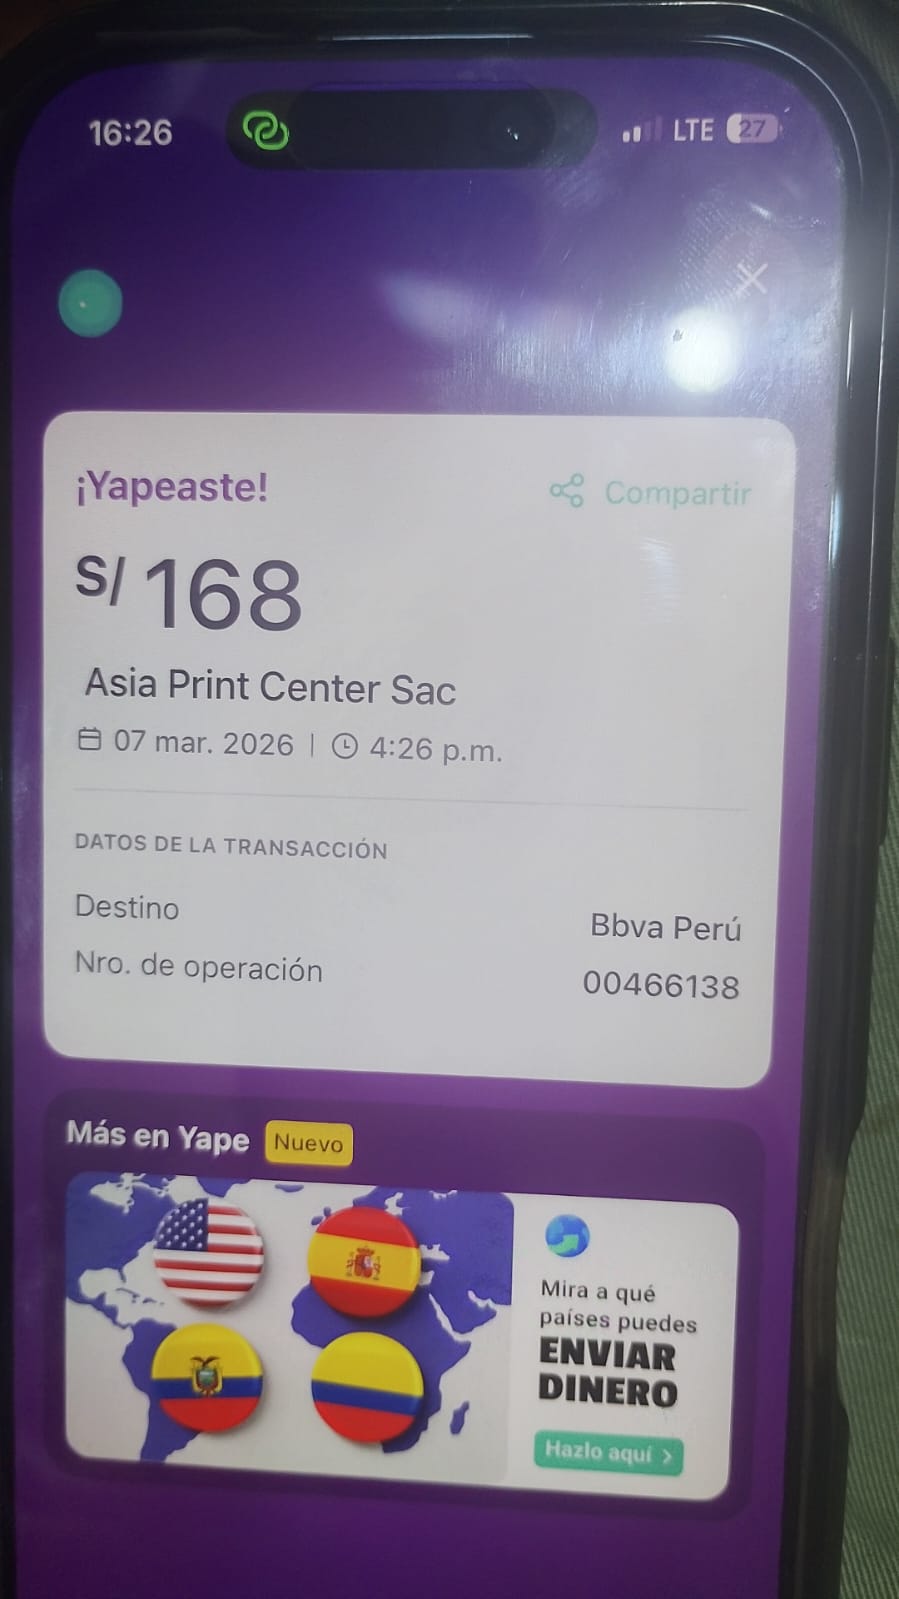 16:26 LTE 27
¡Yapeaste! Compartir
S/ 168
Asia Print Center Sac
07 mar. 2026 | 4:26 p.m.
DATOS DE LA TRANSACCIÓN
Destino Bbva Perú
Nro. de operación 00466138
Más en Yape Nuevo
Mira a qué
países puedes
ENVIAR
DINERO
Hazlo aquí >